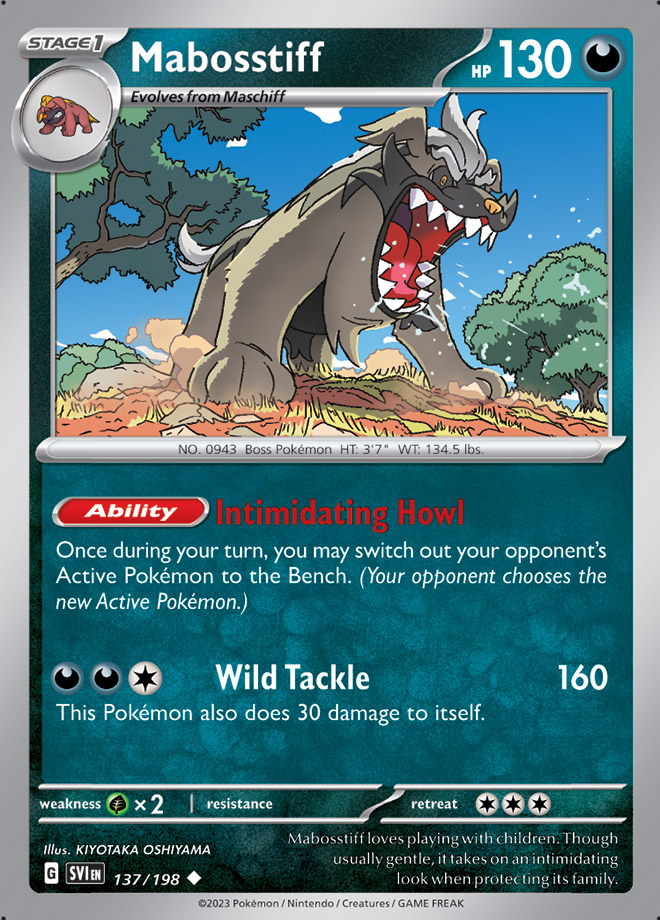 STAGE1
Mabosstiff
HP 130
Evolves from Maschiff
NO. 0943 Boss Pokémon HT: 3'7" WT: 134.5 lbs.
Ability Intimidating Howl
Once during your turn, you may switch out your opponent's
Active Pokémon to the Bench. (Your opponent chooses the
new Active Pokémon.)
Wild Tackle 160
This Pokémon also does 30 damage to itself.
weakness ×2 resistance retreat
Illus. KIYOTAKA OSHIYAMA
G SVI EN 137/198
Mabosstiff loves playing with children. Though
usually gentle, it takes on an intimidating
look when protecting its family.
©2023 Pokémon / Nintendo / Creatures / GAME FREAK